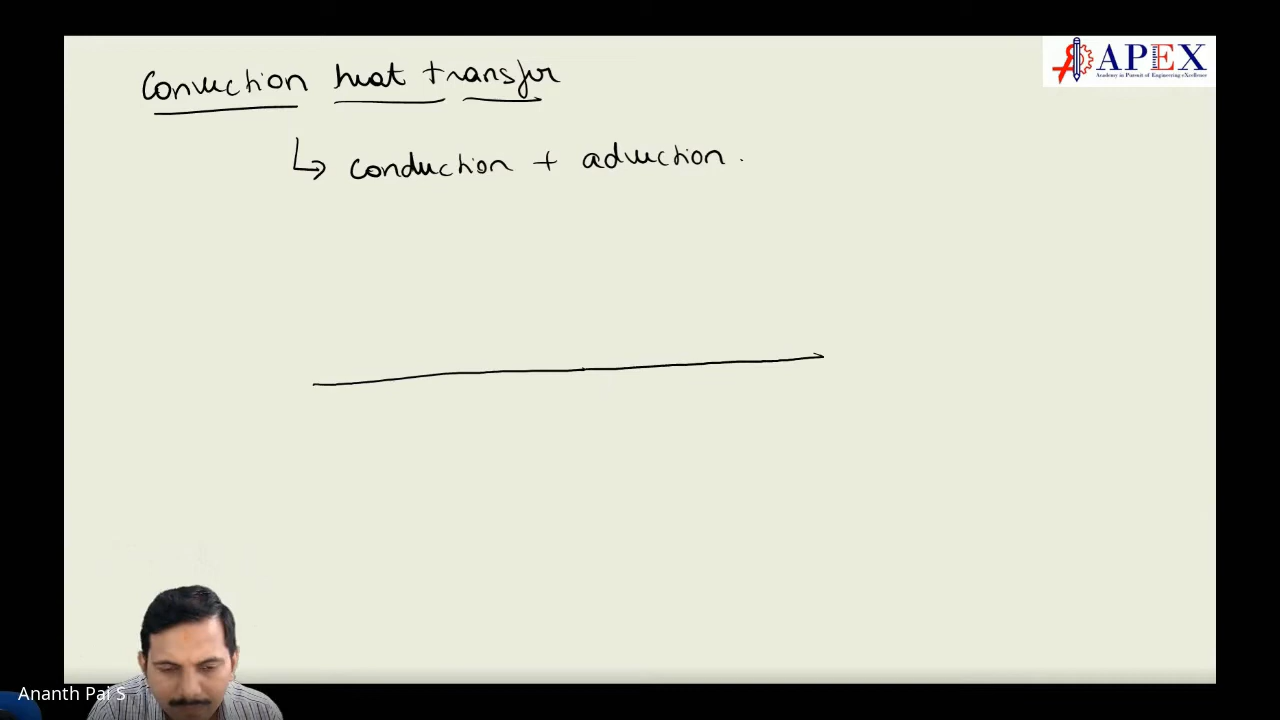 Convection heat transfer
APEX
Academy in Pursuit of Engineering eXcellence
↳ conduction + advection.
Ananth Pai S